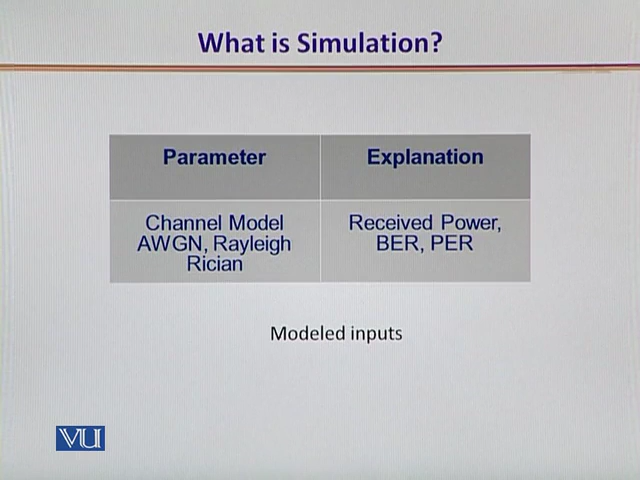 What is Simulation?
Parameter
Explanation
Channel Model
AWGN, Rayleigh
Rician
Received Power,
BER, PER
Modeled inputs
VU